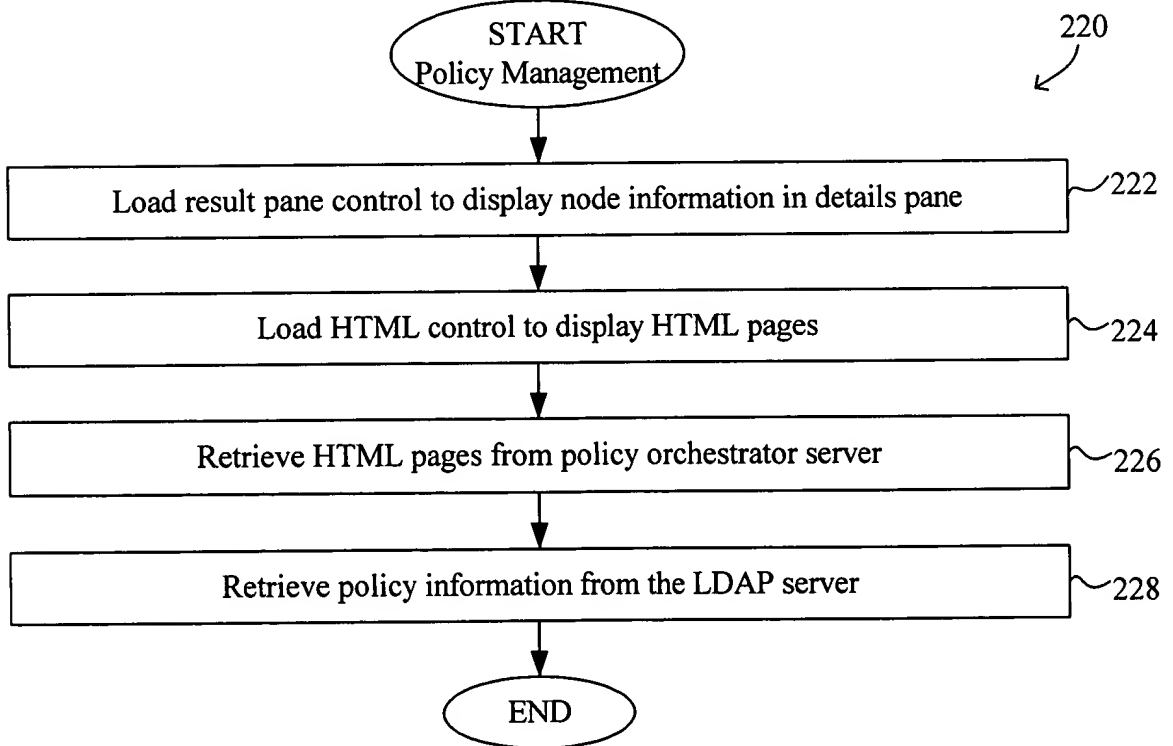 START
Policy Management
220
Load result pane control to display node information in details pane
222
Load HTML control to display HTML pages
224
Retrieve HTML pages from policy orchestrator server
226
Retrieve policy information from the LDAP server
228
END